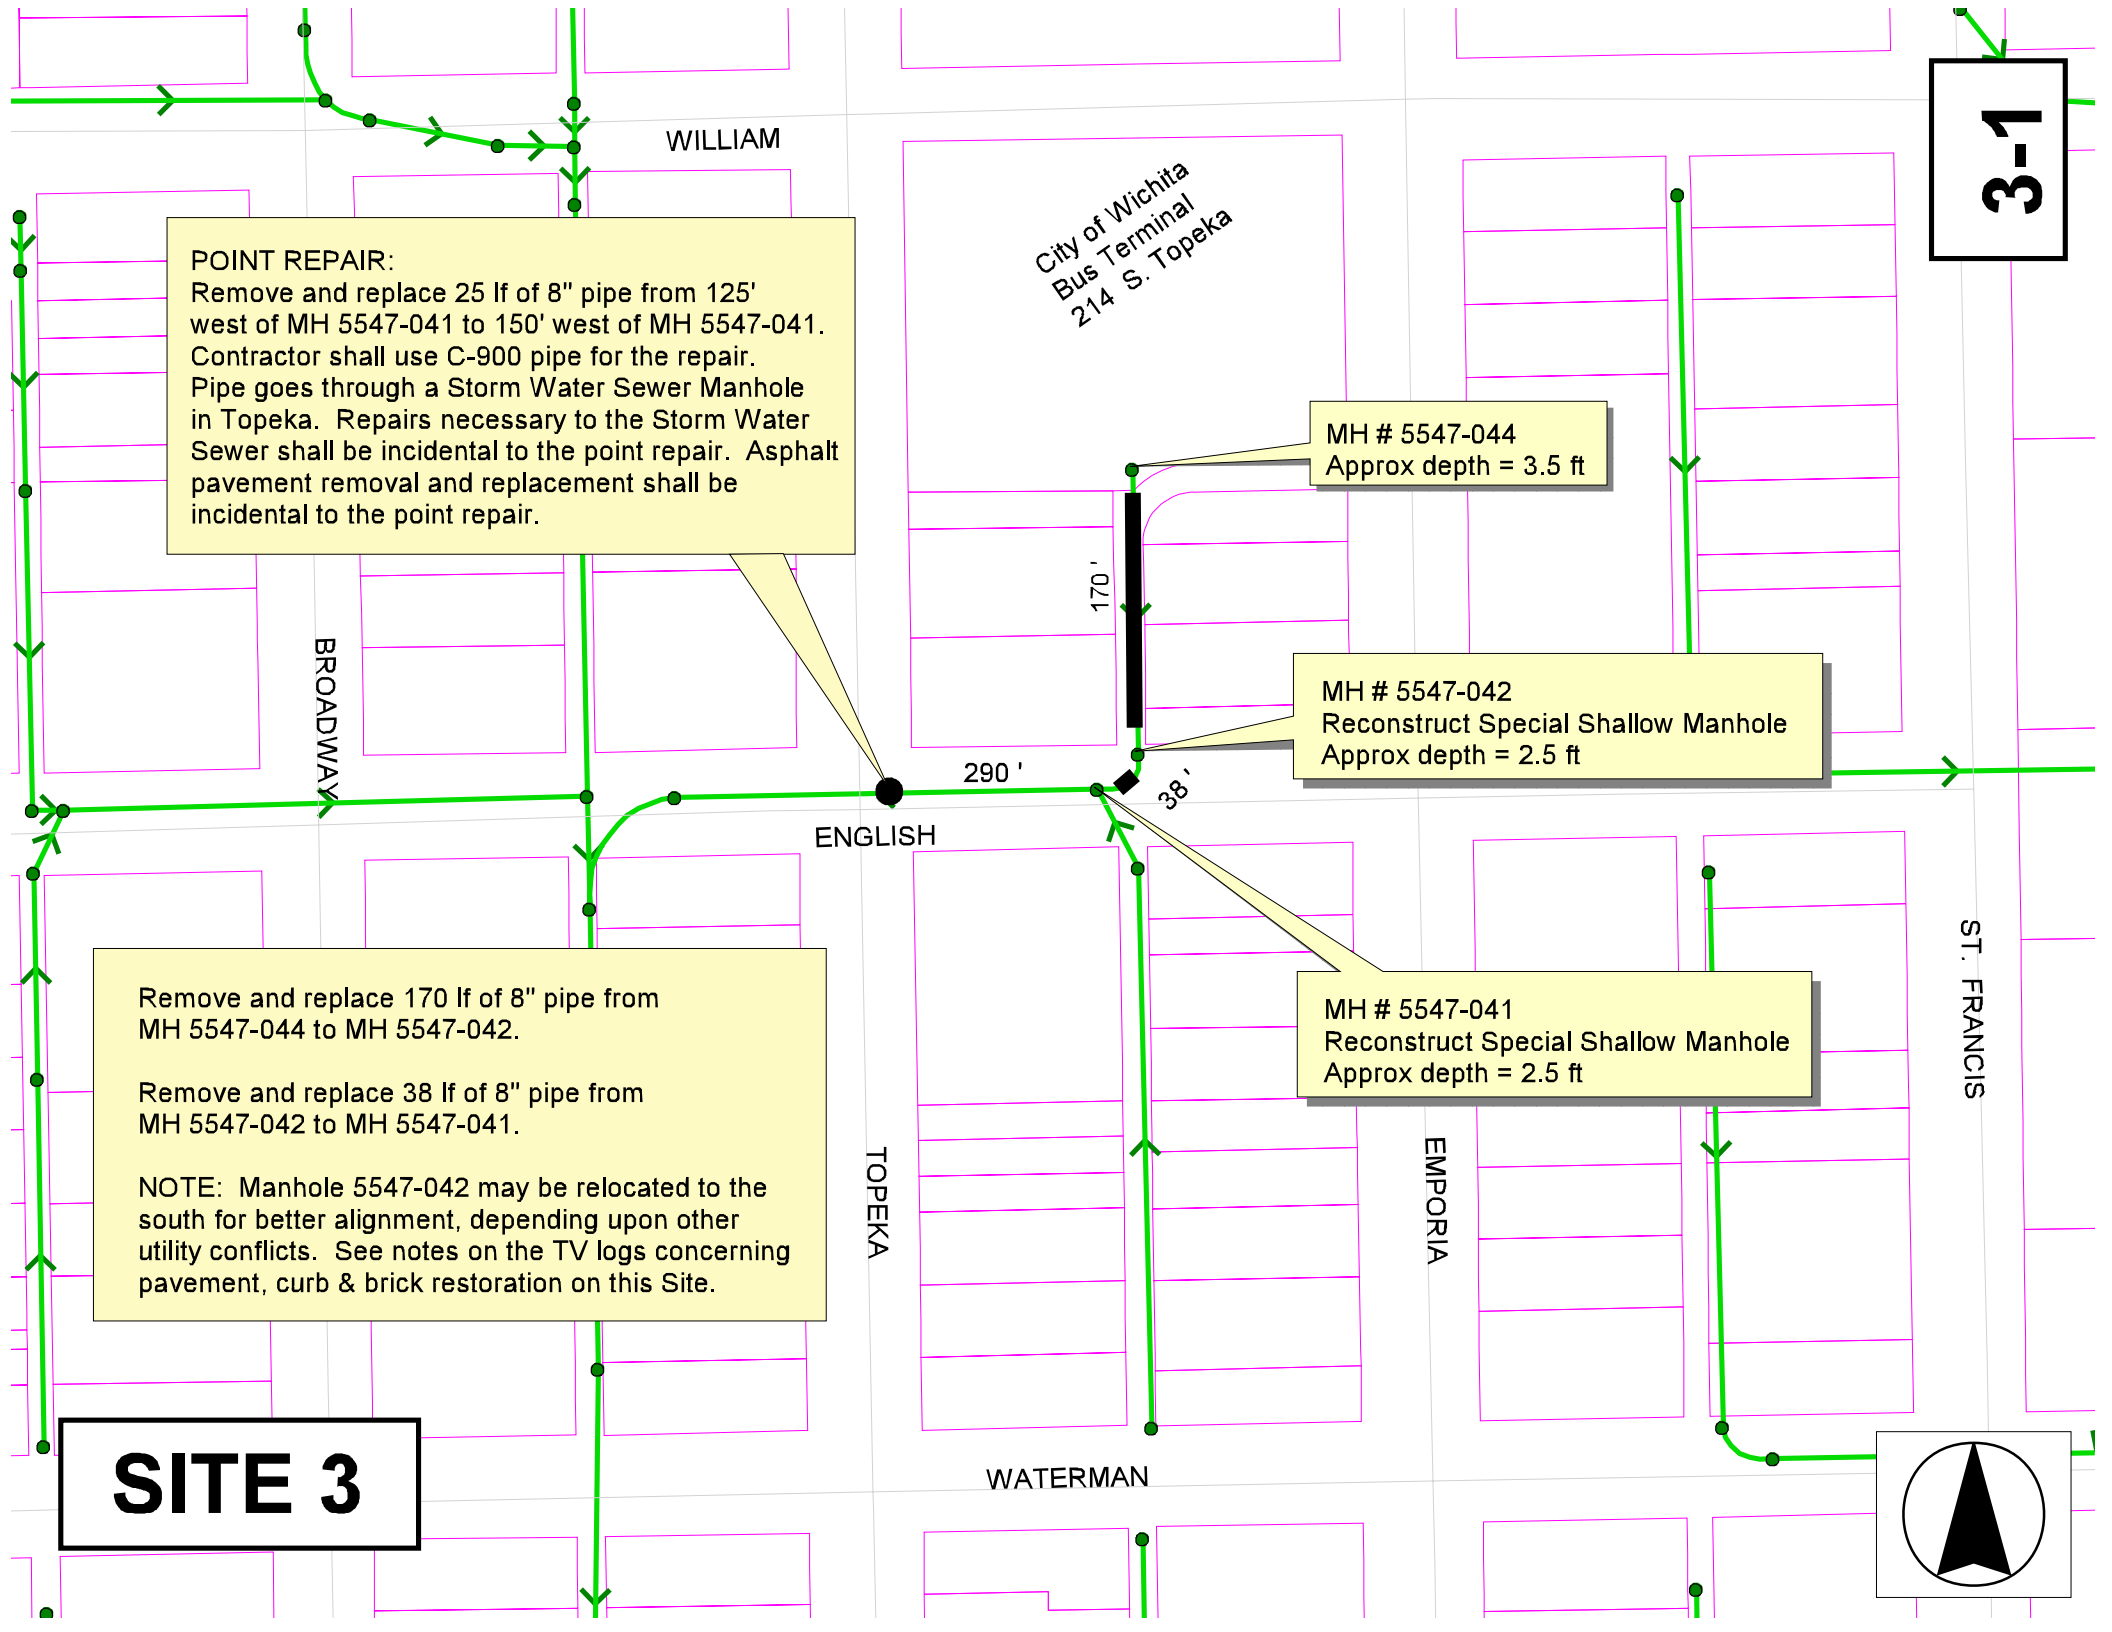 WILLIAM
3-1
City of Wichita
Bus Terminal
214 S. Topeka
POINT REPAIR:
Remove and replace 25 lf of 8" pipe from 125'
west of MH 5547-041 to 150' west of MH 5547-041.
Contractor shall use C-900 pipe for the repair.
Pipe goes through a Storm Water Sewer Manhole
in Topeka. Repairs necessary to the Storm Water
Sewer shall be incidental to the point repair. Asphalt
pavement removal and replacement shall be
incidental to the point repair.
MH # 5547-044
Approx depth = 3.5 ft
170 '
BROADWAY
MH # 5547-042
Reconstruct Special Shallow Manhole
Approx depth = 2.5 ft
290 '
38 '
ENGLISH
ST. FRANCIS
Remove and replace 170 lf of 8" pipe from
MH 5547-044 to MH 5547-042.
Remove and replace 38 lf of 8" pipe from
MH 5547-042 to MH 5547-041.
NOTE: Manhole 5547-042 may be relocated to the
south for better alignment, depending upon other
utility conflicts. See notes on the TV logs concerning
pavement, curb & brick restoration on this Site.
MH # 5547-041
Reconstruct Special Shallow Manhole
Approx depth = 2.5 ft
TOPEKA
EMPORIA
SITE 3
WATERMAN